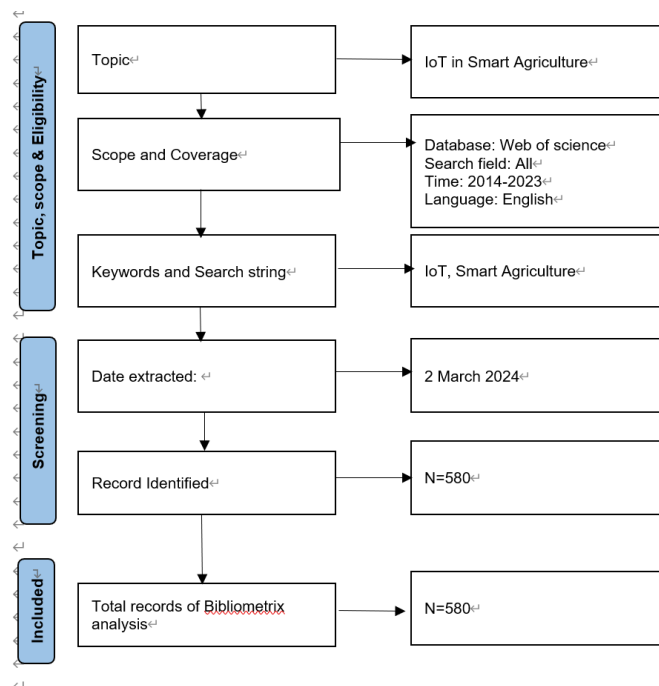 Topic, scope & Eligibility
Topic
IoT in Smart Agriculture
Scope and Coverage
Database: Web of science
Search field: All
Time: 2014-2023
Language: English
Keywords and Search string
IoT, Smart Agriculture
Screening
Date extracted:
2 March 2024
Record Identified
N=580
Included
Total records of Bibliometrix
analysis
N=580